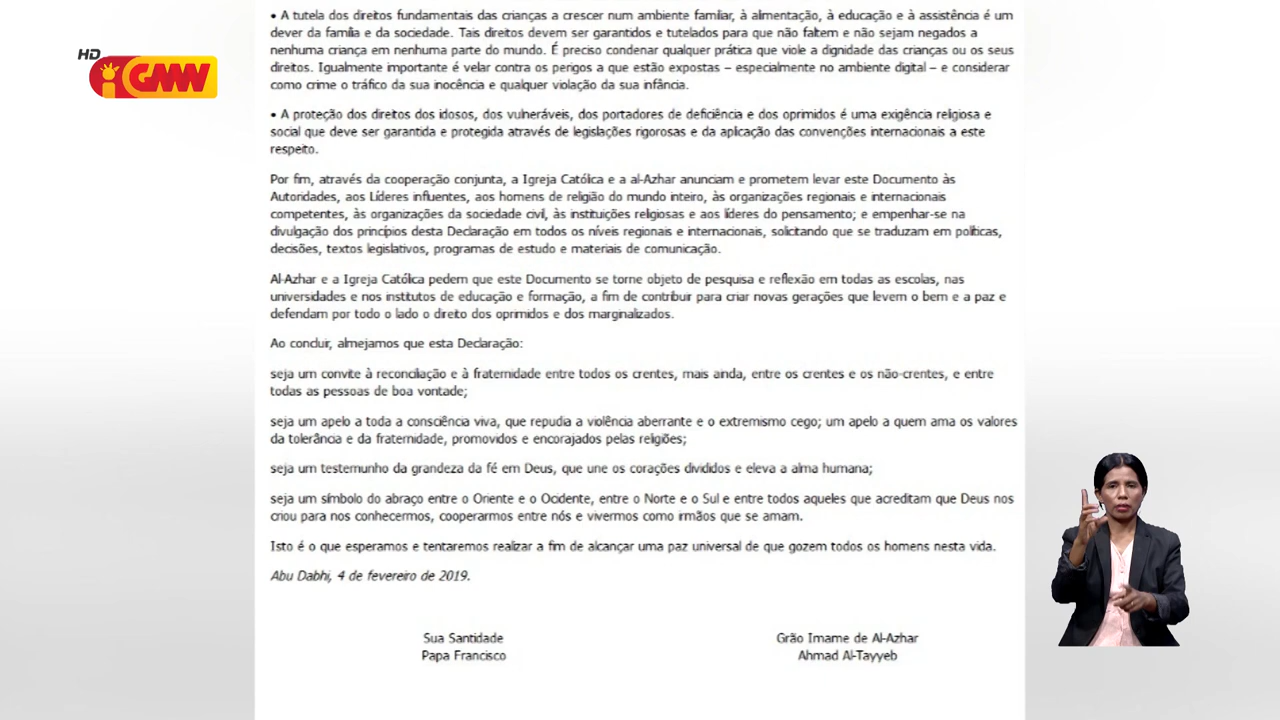 HD
GMN
• A tutela dos direitos fundamentais das crianças a crescer num ambiente familiar, à alimentação, à educação e à assistência é um
dever da família e da sociedade. Tais direitos devem ser garantidos e tutelados para que não faltem e não sejam negados a
nenhuma criança em nenhuma parte do mundo. É preciso condenar qualquer prática que viole a dignidade das crianças ou os seus
direitos. Igualmente importante é velar contra os perigos a que estão expostas – especialmente no ambiente digital – e considerar
como crime o tráfico da sua inocência e qualquer violação da sua infância.
• A proteção dos direitos dos idosos, dos vulneráveis, dos portadores de deficiência e dos oprimidos é uma exigência religiosa e
social que deve ser garantida e protegida através de legislações rigorosas e da aplicação das convenções internacionais a este
respeito.
Por fim, através da cooperação conjunta, a Igreja Católica e a al-Azhar anunciam e prometem levar este Documento às
Autoridades, aos Líderes influentes, aos homens de religião do mundo inteiro, às organizações regionais e internacionais
competentes, às organizações da sociedade civil, às instituições religiosas e aos líderes do pensamento; e empenhar-se na
divulgação dos princípios desta Declaração em todos os níveis regionais e internacionais, solicitando que se traduzam em políticas,
decisões, textos legislativos, programas de estudo e materiais de comunicação.
Al-Azhar e a Igreja Católica pedem que este Documento se torne objeto de pesquisa e reflexão em todas as escolas, nas
universidades e nos institutos de educação e formação, a fim de contribuir para criar novas gerações que levem o bem e a paz e
defendam por todo o lado o direito dos oprimidos e dos marginalizados.
Ao concluir, almejamos que esta Declaração:
seja um convite à reconciliação e à fraternidade entre todos os crentes, mais ainda, entre os crentes e os não-crentes, e entre
todas as pessoas de boa vontade;
seja um apelo a toda a consciência viva, que repudia a violência aberrante e o extremismo cego; um apelo a quem ama os valores
da tolerância e da fraternidade, promovidos e encorajados pelas religiões;
seja um testemunho da grandeza da fé em Deus, que une os corações divididos e eleva a alma humana;
seja um símbolo do abraço entre o Oriente e o Ocidente, entre o Norte e o Sul e entre todos aqueles que acreditam que Deus nos
criou para nos conhecermos, cooperarmos entre nós e vivermos como irmãos que se amam.
Isto é o que esperamos e tentaremos realizar a fim de alcançar uma paz universal de que gozem todos os homens nesta vida.
Abu Dabhi, 4 de fevereiro de 2019.
Sua Santidade
Papa Francisco
Grão Imame de Al-Azhar
Ahmad Al-Tayyeb